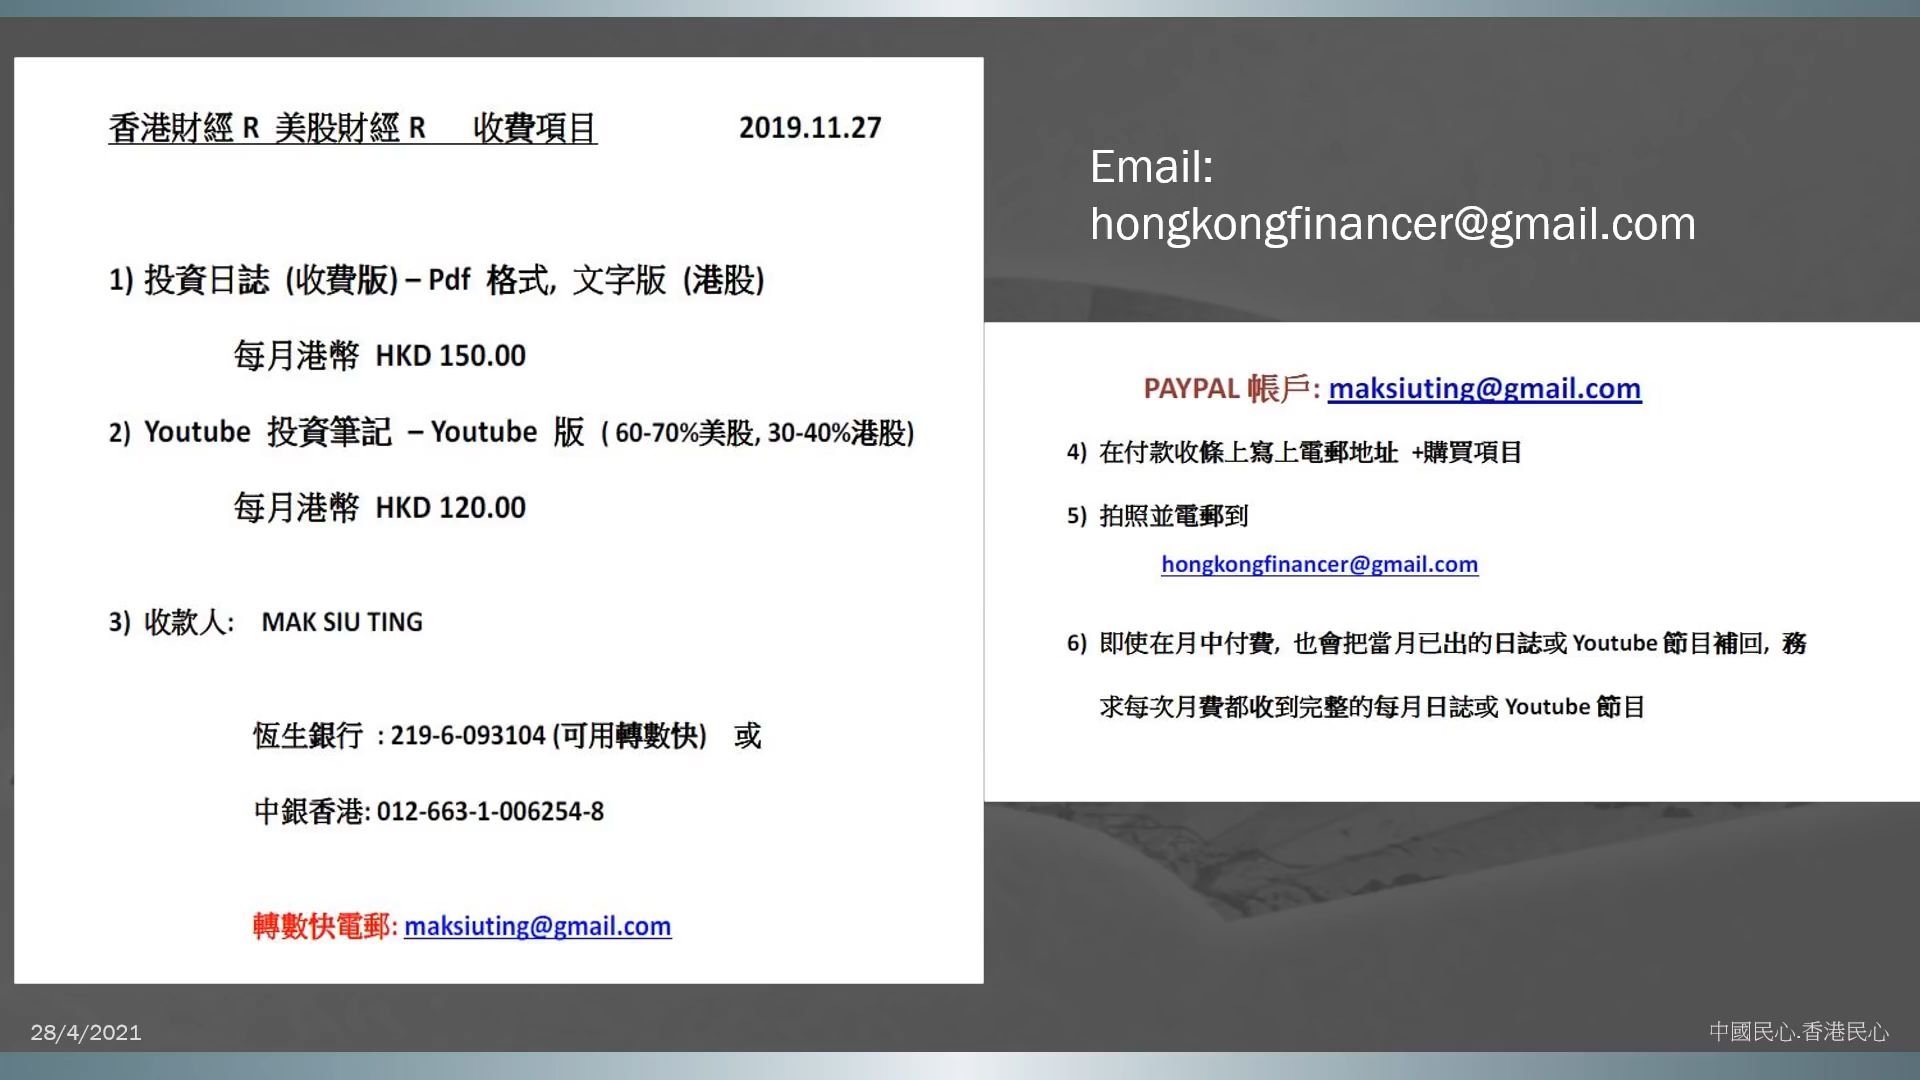 香港財經 R 美股財經 R 收費項目 2019.11.27
1) 投資日誌 (收費版) – Pdf 格式, 文字版 (港股)
每月港幣 HKD 150.00
2) Youtube 投資筆記 – Youtube 版 ( 60-70%美股, 30-40%港股)
每月港幣 HKD 120.00
3) 收款人: MAK SIU TING
恆生銀行 : 219-6-093104 (可用轉數快) 或
中銀香港: 012-663-1-006254-8
轉數快電郵: maksiuting@gmail.com
Email:
hongkongfinancer@gmail.com
PAYPAL 帳戶: maksiuting@gmail.com
4) 在付款收條上寫上電郵地址 +購買項目
5) 拍照並電郵到
hongkongfinancer@gmail.com
6) 即使在月中付費, 也會把當月已出的日誌或 Youtube 節目補回, 務
求每次月費都收到完整的每月日誌或 Youtube 節目
28/4/2021
中國民心.香港民心